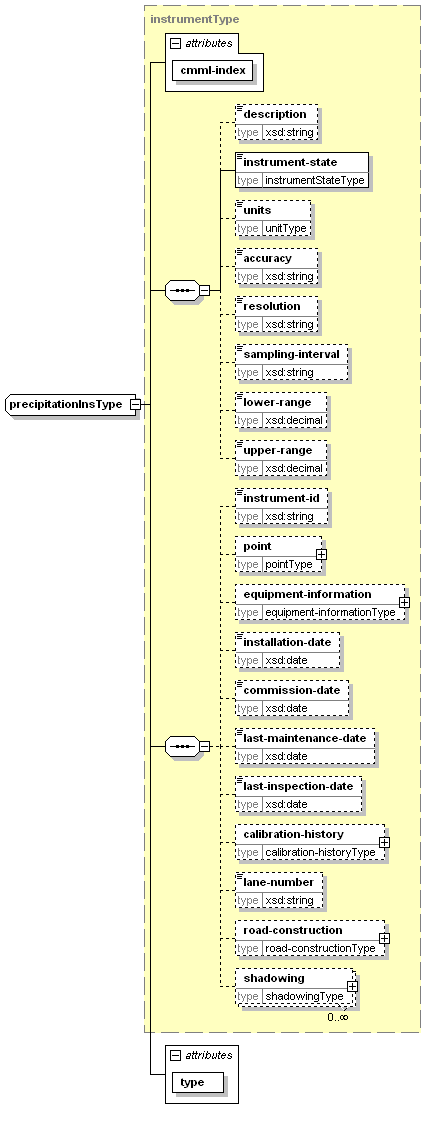 instrumentType
attributes
cmml-index
description
type xsd:string
instrument-state
type instrumentStateType
units
type unitType
accuracy
type xsd:string
resolution
type xsd:string
sampling-interval
type xsd:string
lower-range
type xsd:decimal
precipitationInsType
upper-range
type xsd:decimal
instrument-id
type xsd:string
point
type pointType
equipment-information
type equipment-informationType
installation-date
type xsd:date
commission-date
type xsd:date
last-maintenance-date
type xsd:date
last-inspection-date
type xsd:date
calibration-history
type calibration-historyType
lane-number
type xsd:string
road-construction
type road-constructionType
shadowing
type shadowingType
0..∞
attributes
type